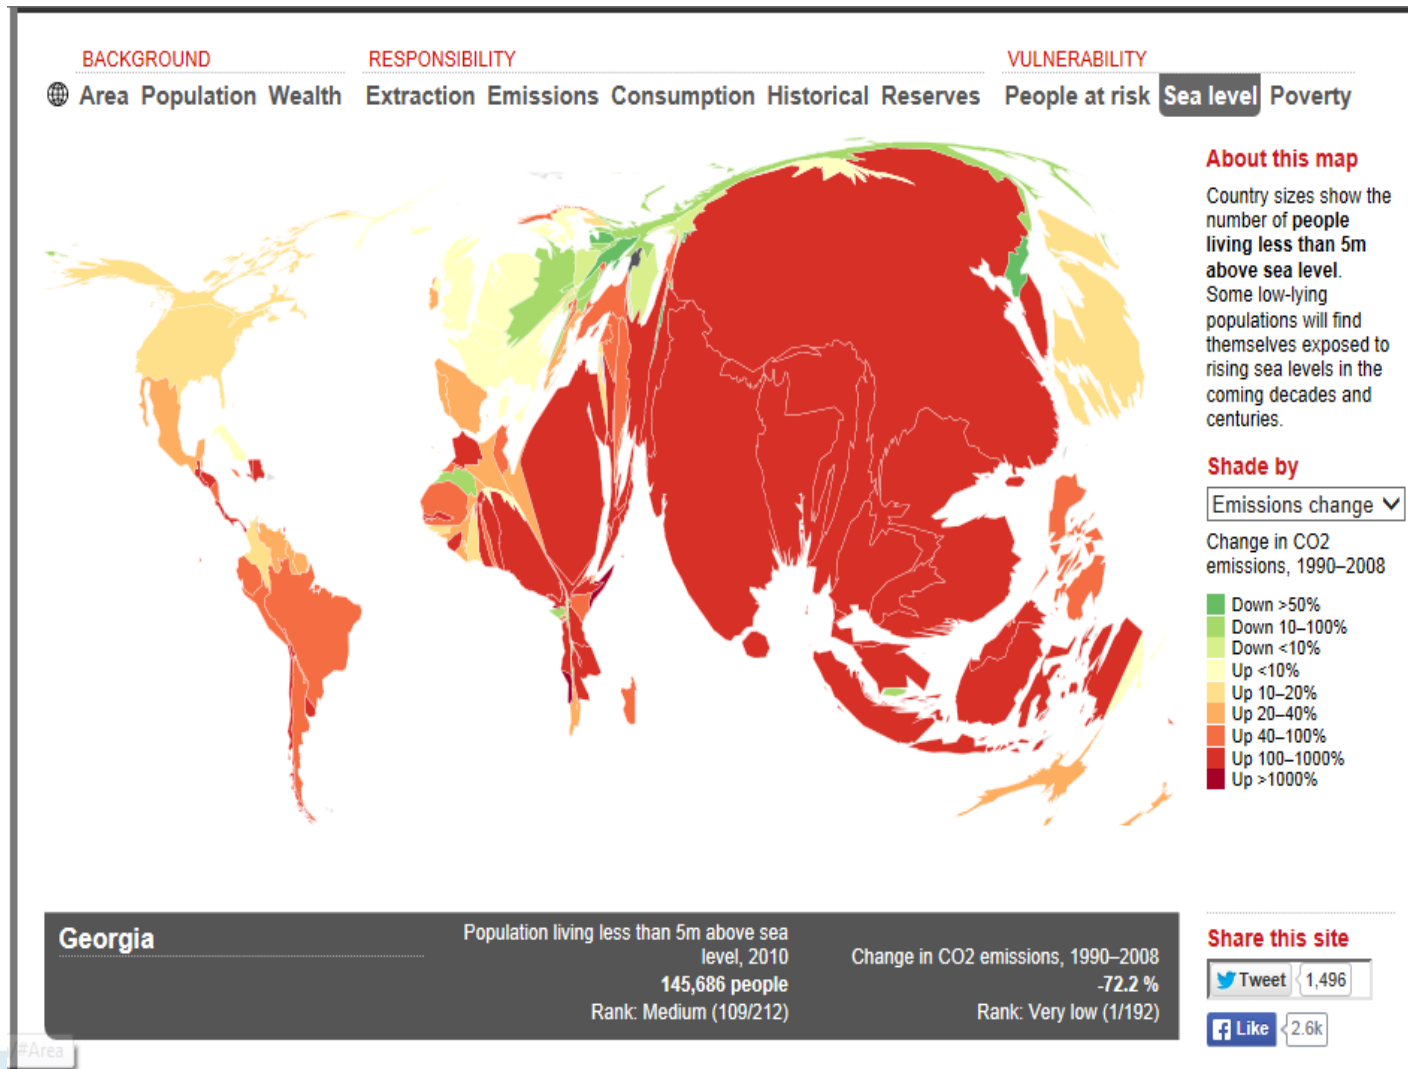 BACKGROUND
RESPONSIBILITY
VULNERABILITY
Area Population Wealth Extraction Emissions Consumption Historical Reserves People at risk Sea level Poverty
About this map
Country sizes show the
number of people
living less than 5m
above sea level.
Some low-lying
populations will find
themselves exposed to
rising sea levels in the
coming decades and
centuries.
Shade by
Emissions change
Change in CO2
emissions, 1990–2008
Down >50%
Down 10–100%
Down <10%
Up <10%
Up 10–20%
Up 20–40%
Up 40–100%
Up 100–1000%
Up >1000%
Georgia
Population living less than 5m above sea
level, 2010
145,686 people
Rank: Medium (109/212)
Change in CO2 emissions, 1990–2008
-72.2 %
Rank: Very low (1/192)
Share this site
Tweet 1,496
Like 2.6k
/#Area